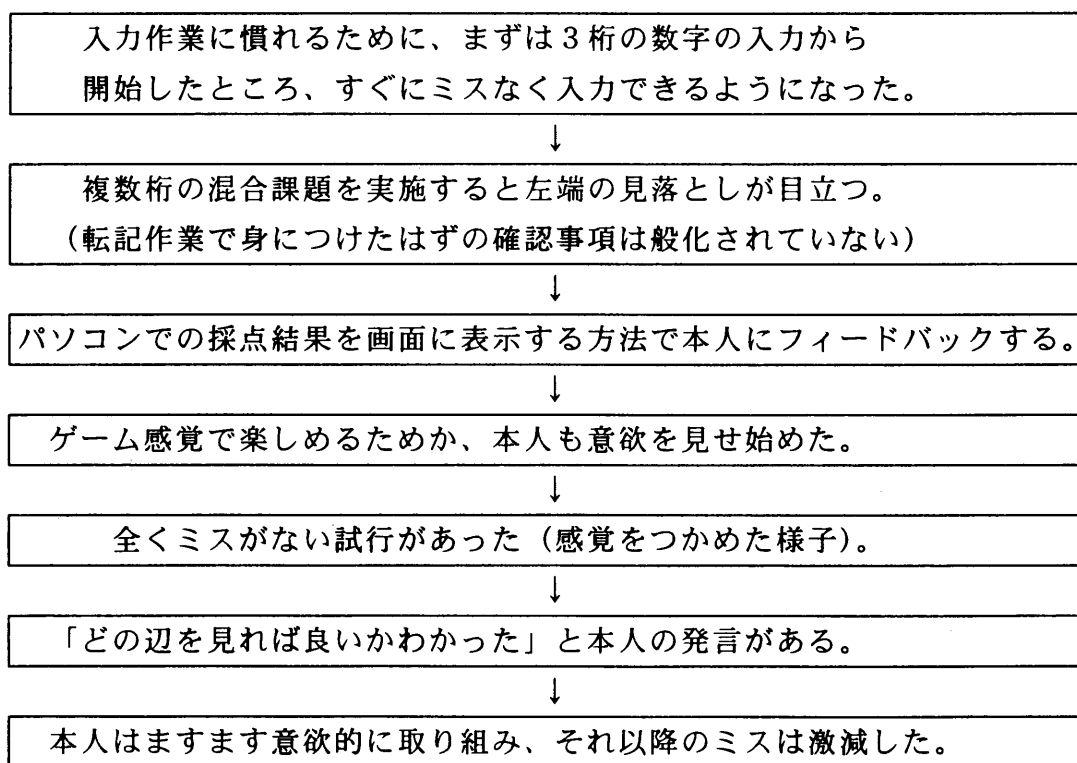 入力作業に慣れるために、まずは３桁の数字の入力から
開始したところ、すぐにミスなく入力できるようになった。
↓
複数桁の混合課題を実施すると左端の見落としが目立つ。
（転記作業で身につけたはずの確認事項は般化されていない）
↓
パソコンでの採点結果を画面に表示する方法で本人にフィードバックする。
↓
ゲーム感覚で楽しめるためか、本人も意欲を見せ始めた。
↓
全くミスがない試行があった（感覚をつかめた様子）。
↓
「どの辺を見れば良いかわかった」と本人の発言がある。
↓
本人はますます意欲的に取り組み、それ以降のミスは激減した。